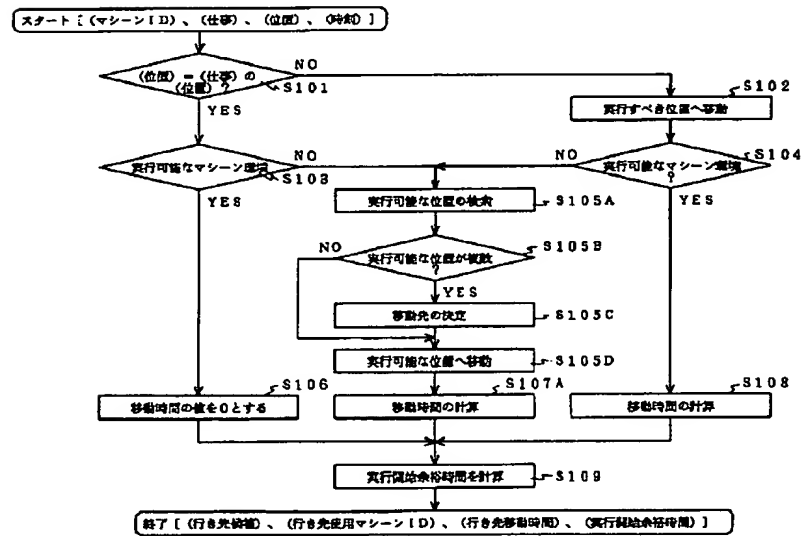 スタート [ (マシーンID)、(仕事)、(位置)、(時刻) ]
(位置) = (仕事) の
(位置) ?
NO
S101
YES
S102
実行すべき位置へ移動
実行可能なマシーン環境
NO
S103
YES
NO
実行可能なマシーン環境
?
S104
YES
実行可能な位置の検索
S105A
NO
実行可能な位置が複数
?
S105B
YES
移動先の決定
S105C
実行可能な位置へ移動
S105D
S106
移動時間の値を0とする
S107A
移動時間の計算
S108
移動時間の計算
実行開始余裕時間を計算
S109
終了 [ (行き先位置)、(行き先使用マシーンID)、(行き先移動時間)、(実行開始余裕時間) ]